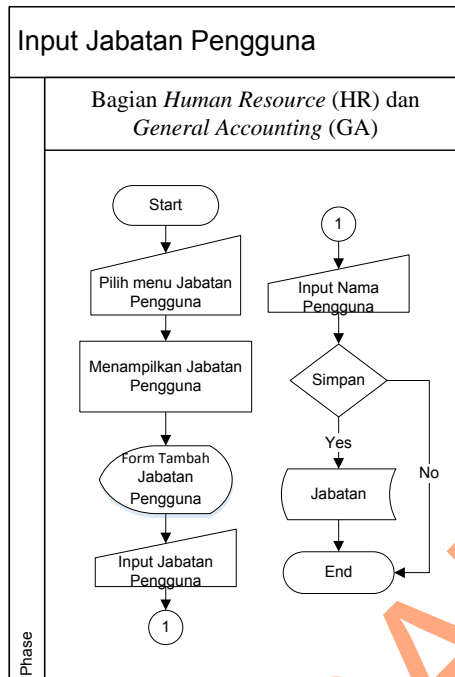 Input Jabatan Pengguna
Bagian Human Resource (HR) dan
General Accounting (GA)
Start
Pilih menu Jabatan
Pengguna
Menampilkan Jabatan
Pengguna
Form Tambah
Jabatan
Pengguna
Input Jabatan
Pengguna
1
1
Input Nama
Pengguna
Simpan
Yes
No
Jabatan
End
Phase